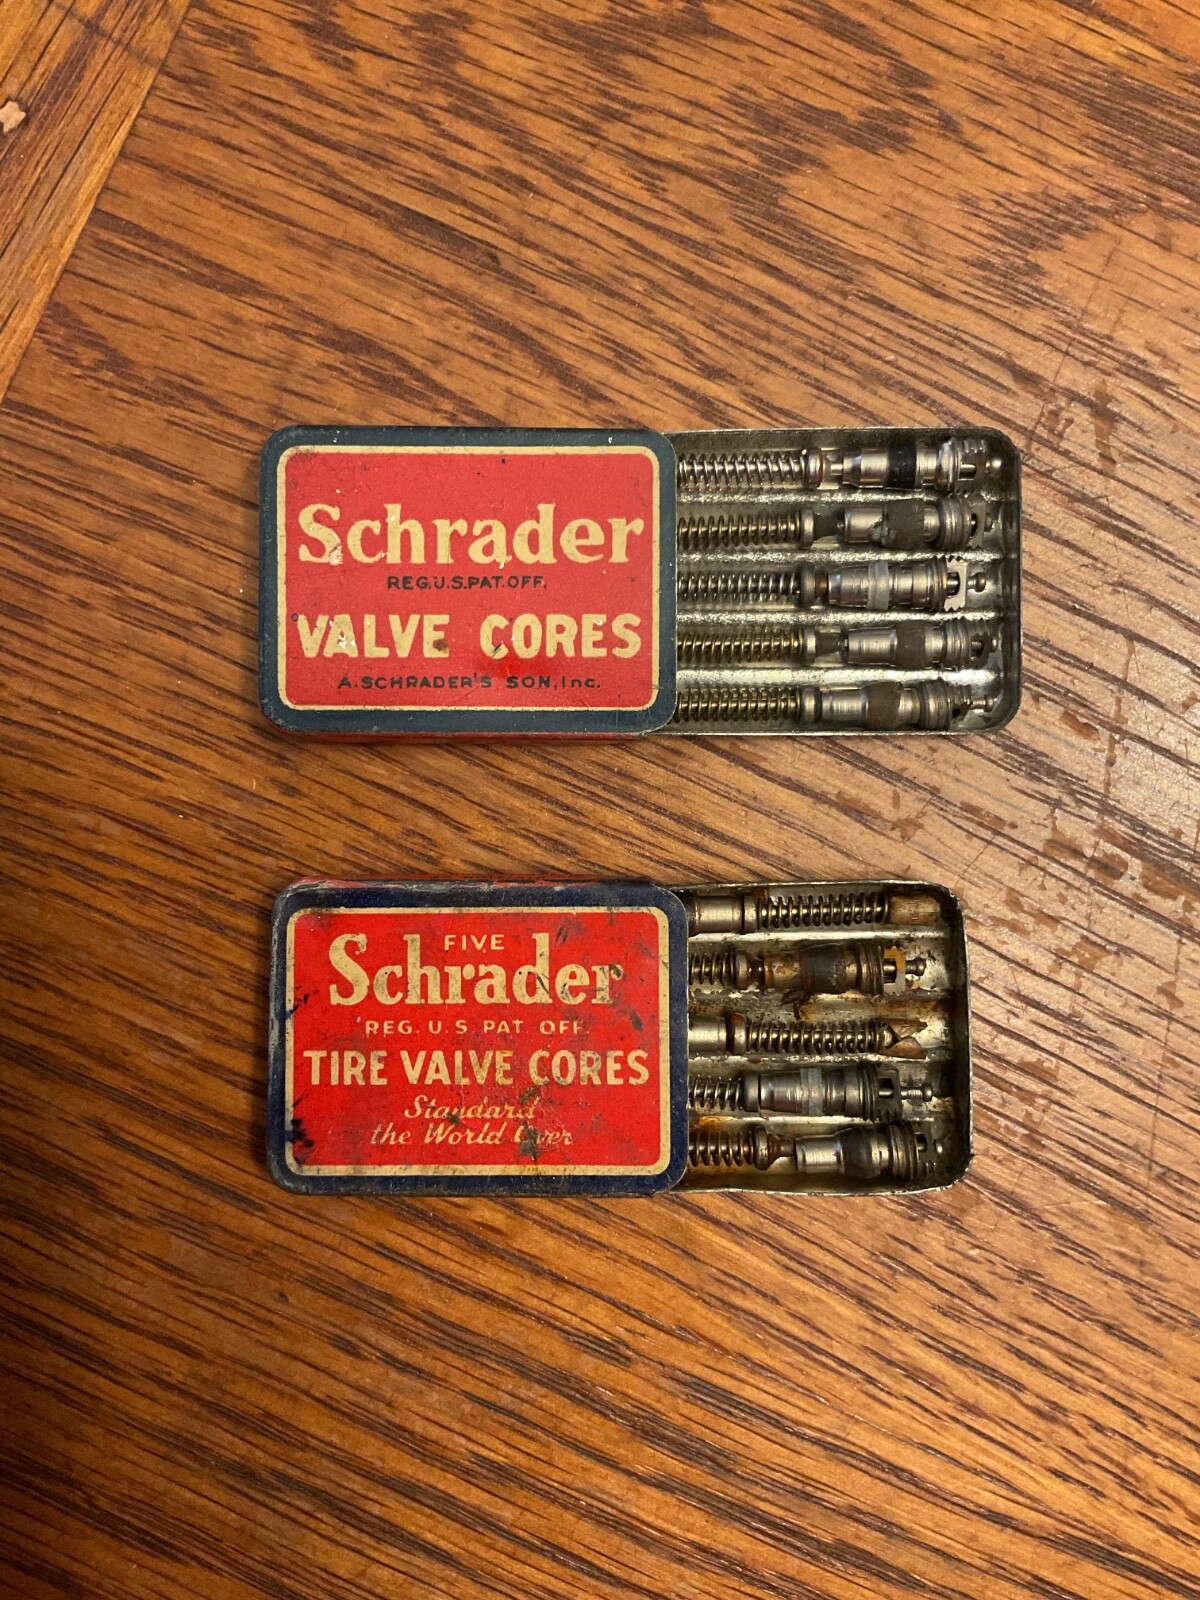 Schrader
REG.U.S.PAT.OFF.
VALVE CORES
A.SCHRADER'S SON, Inc.
FIVE
Schrader
REG. U.S. PAT. OFF.
TIRE VALVE CORES
Standard
the World Over